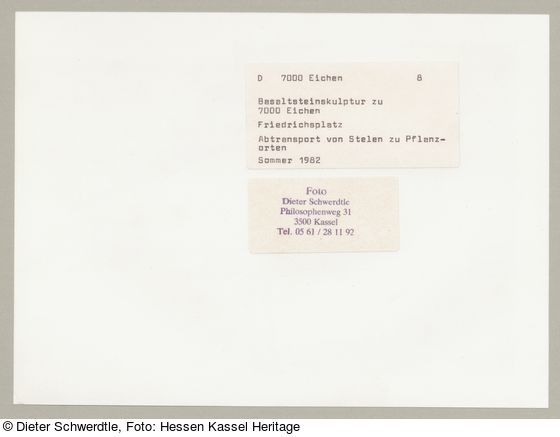 D   7000 Eichen   8
Basaltsteinskulptur zu
7000 Eichen
Friedrichsplatz
Abtransport von Stelen zu Pflanz-
orten
Sommer 1982
Foto
Dieter Schwerdtle
Philosophenweg 31
3500 Kassel
Tel. 05 61 / 28 11 92
© Dieter Schwerdtle, Foto: Hessen Kassel Heritage